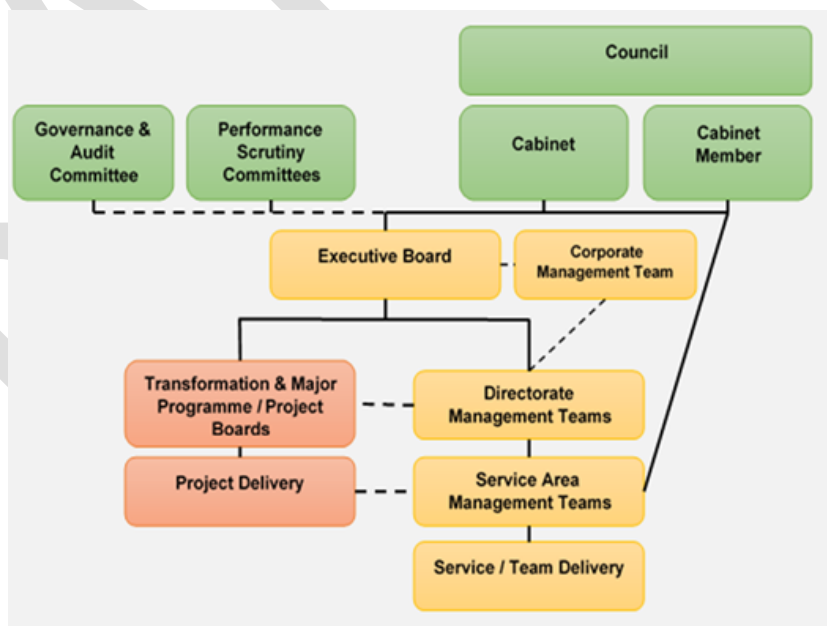 Council
Governance &
Audit
Committee
Performance
Scrutiny
Committees
Cabinet
Cabinet
Member
Executive Board
Corporate
Management Team
Transformation & Major
Programme / Project
Boards
Directorate
Management Teams
Project Delivery
Service Area
Management Teams
Service / Team Delivery